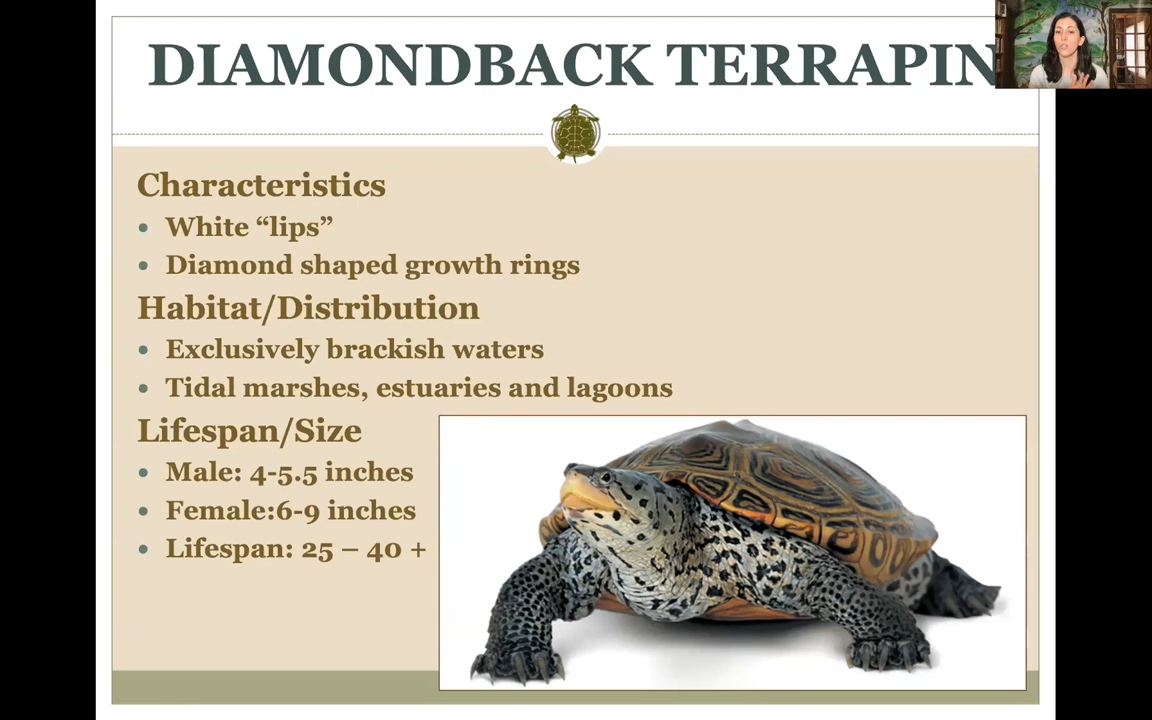 DIAMONDBACK TERRAPIN
Characteristics
• White “lips”
• Diamond shaped growth rings
Habitat/Distribution
• Exclusively brackish waters
• Tidal marshes, estuaries and lagoons
Lifespan/Size
• Male: 4-5.5 inches
• Female:6-9 inches
• Lifespan: 25 – 40 +